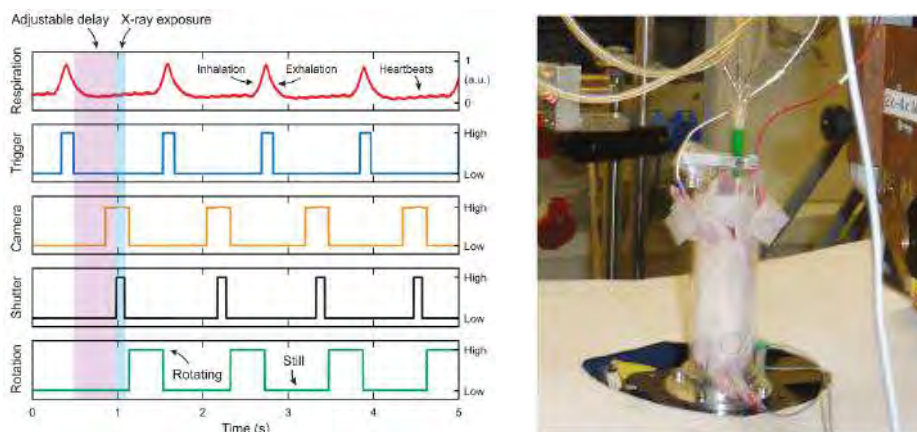 Adjustable delay X-ray exposure
Respiration
Inhalation
Exhalation
Heartbeats
1
(a.u.)
0
Trigger
High
Low
Camera
High
Low
Shutter
High
Low
Rotation
Rotating
Still
High
Low
0 1 2 3 4 5
Time (s)